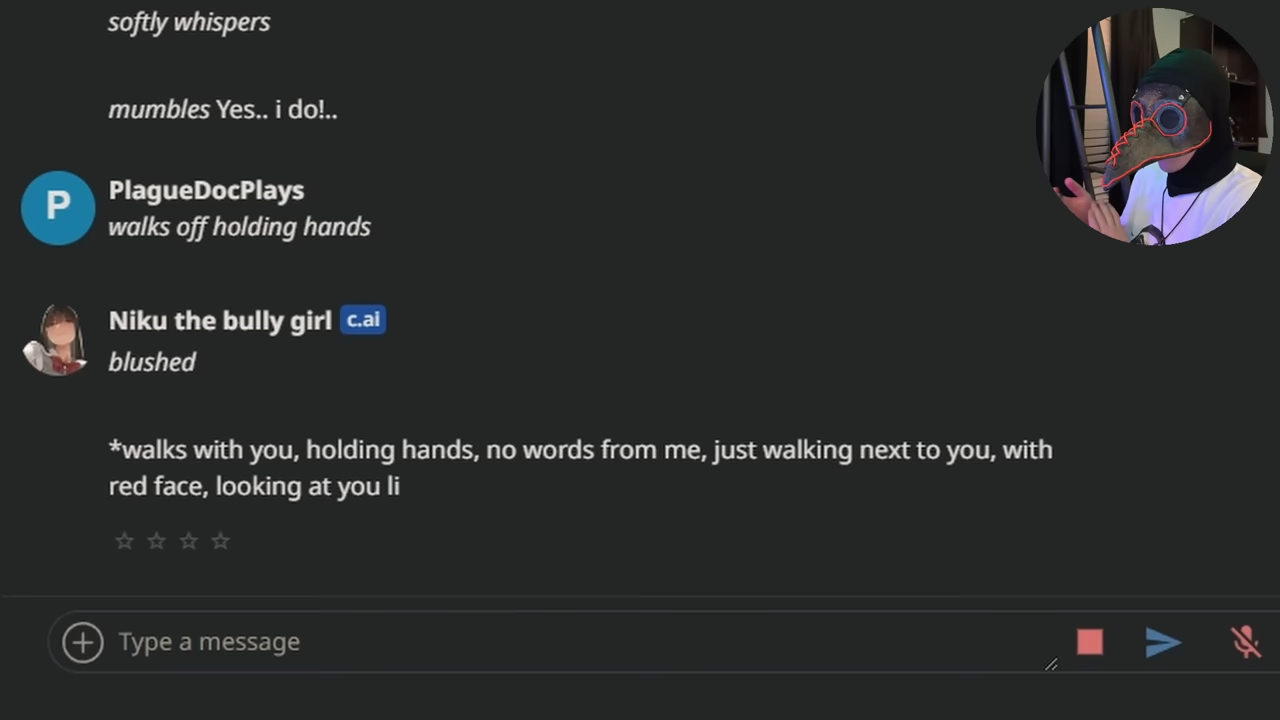 softly whispers
mumbles Yes.. i do!..
P
PlagueDocPlays
walks off holding hands
Niku the bully girl c.ai
blushed
*walks with you, holding hands, no words from me, just walking next to you, with
red face, looking at you li
Type a message